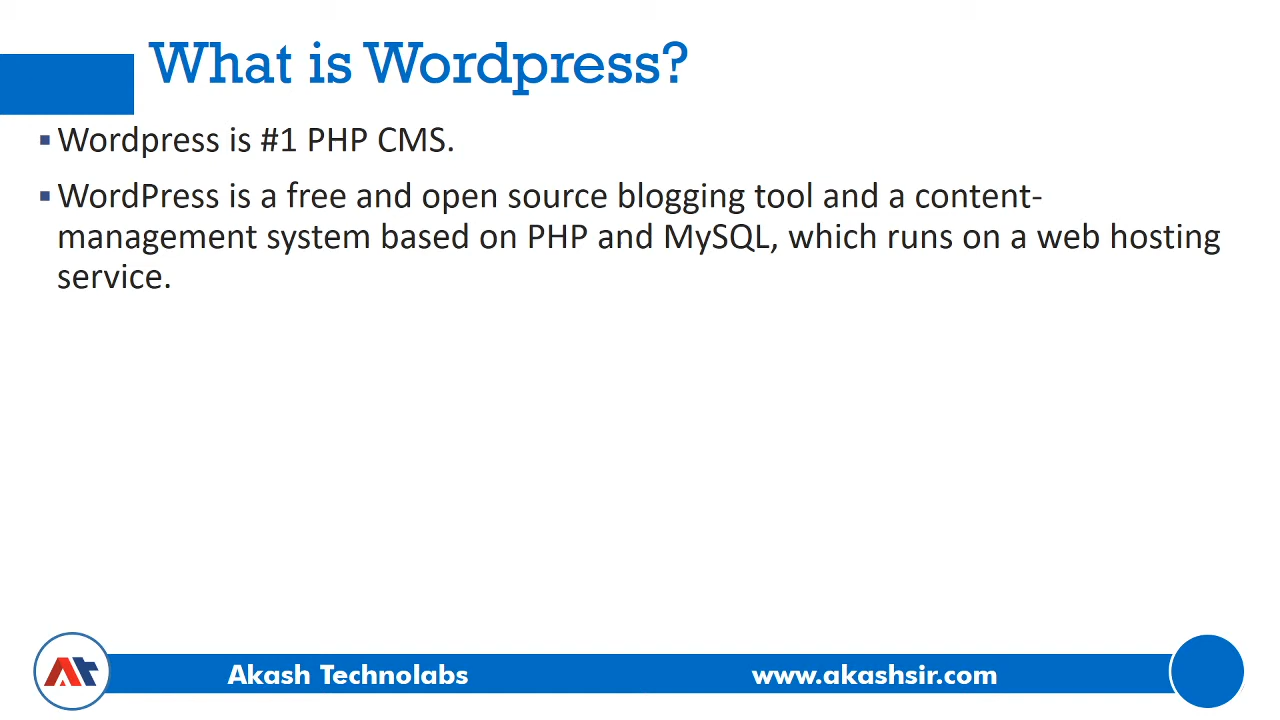 What is Wordpress?
▪ Wordpress is #1 PHP CMS.
▪ WordPress is a free and open source blogging tool and a content-
management system based on PHP and MySQL, which runs on a web hosting
service.
At
Akash Technolabs
www.akashsir.com